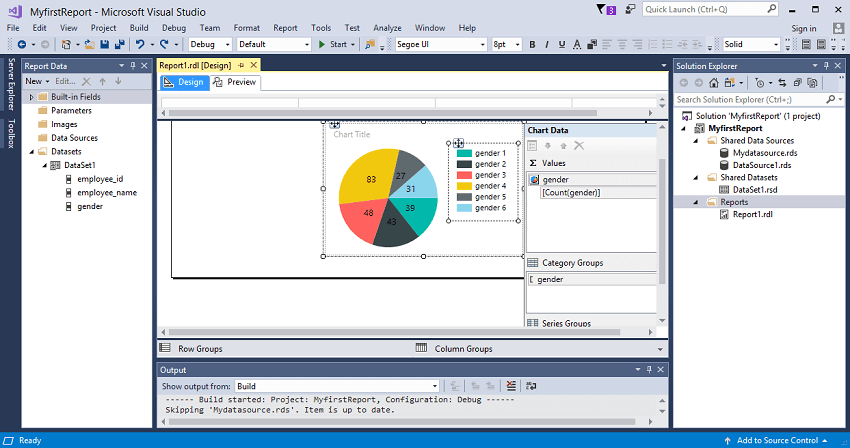 MyfirstReport - Microsoft Visual Studio
3
Quick Launch (Ctrl+Q)
File Edit View Project Build Debug Team Format Report Tools Test Analyze Window Help
Sign in
Debug Default Start Segoe UI 8pt B I U A Solid
Server Explorer
Toolbox
Report Data
New Edit...
Built-in Fields
Parameters
Images
Data Sources
Datasets
DataSet1
employee_id
employee_name
gender
Report1.rdl [Design]
Design Preview
Chart Title
83
27
31
39
43
48
gender 1
gender 2
gender 3
gender 4
gender 5
gender 6
Chart Data
Σ Values
gender
[Count(gender)]
Category Groups
gender
Series Groups
Row Groups Column Groups
Output
Show output from: Build
------ Build started: Project: MyfirstReport, Configuration: Debug ------
Skipping 'Mydatasource.rds'. Item is up to date.
Solution Explorer
Search Solution Explorer (Ctrl+;)
Solution 'MyfirstReport' (1 project)
MyfirstReport
Shared Data Sources
Mydatasource.rds
DataSource1.rds
Shared Datasets
DataSet1.rsd
Reports
Report1.rdl
Ready
Add to Source Control